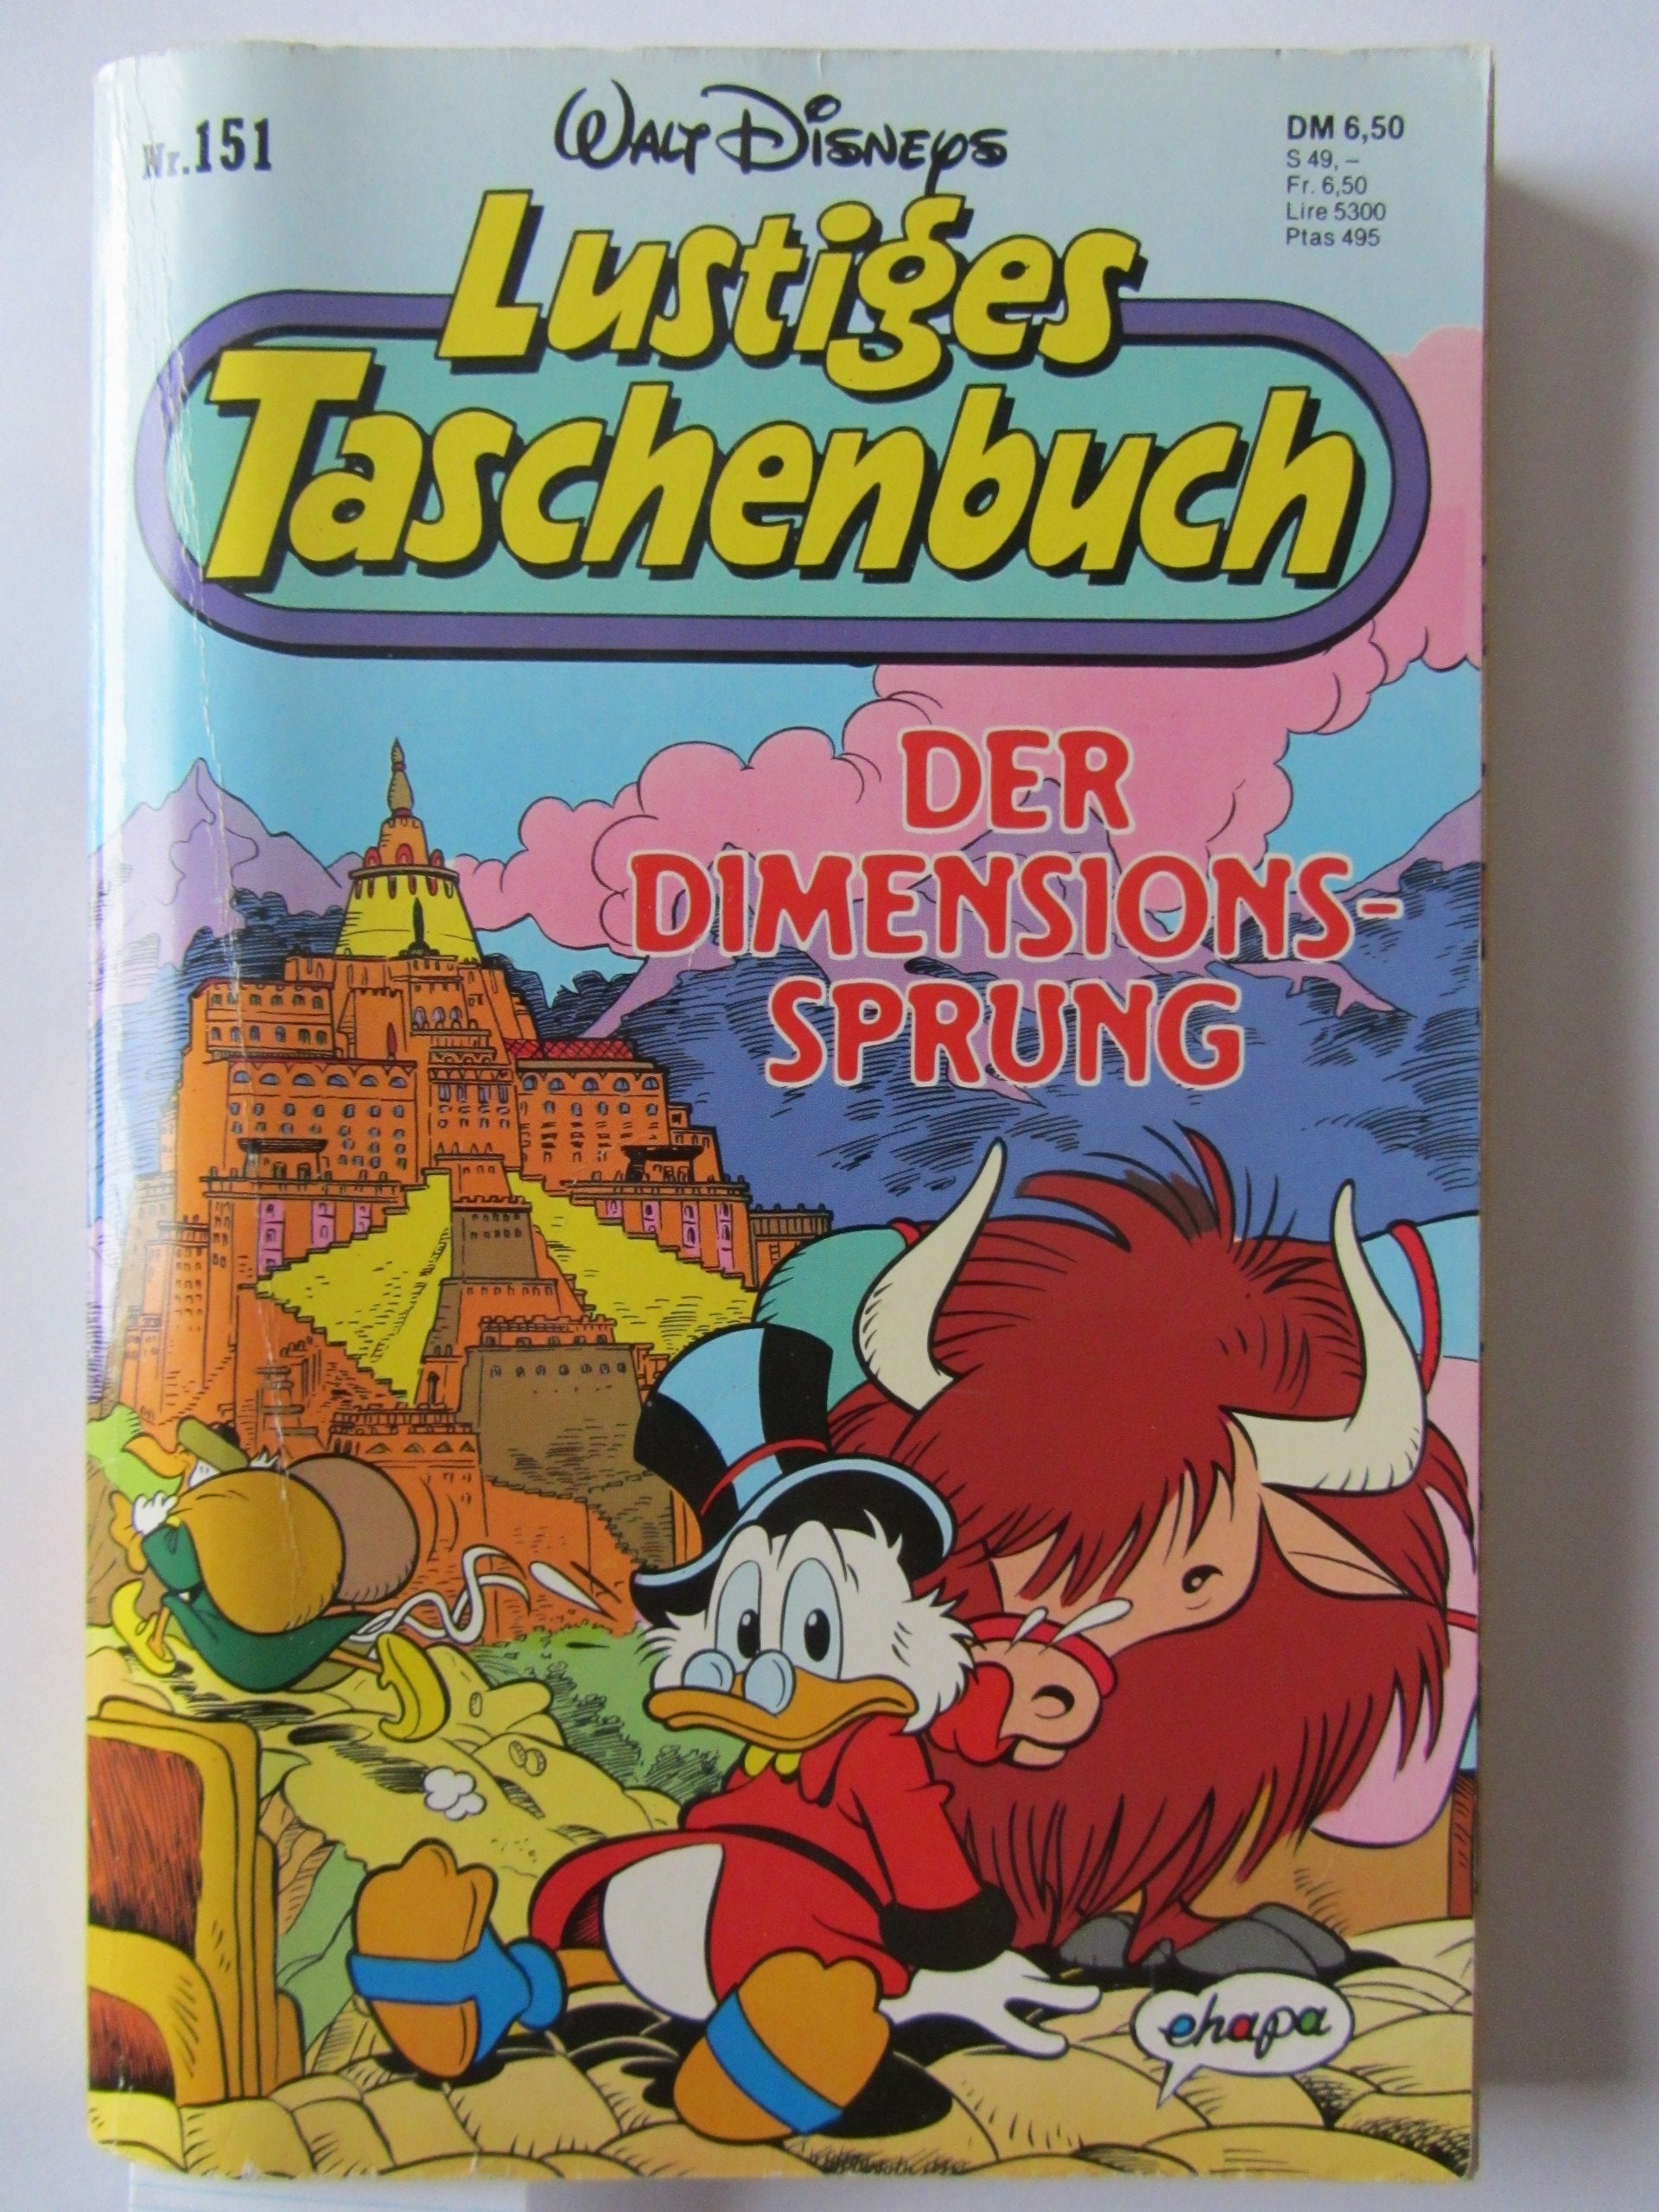 Nr.151
WALT DISNEYS
DM 6,50
S 49,–
Fr. 6,50
Lire 5300
Ptas 495
Lustiges
Taschenbuch
DER
DIMENSIONS-
SPRUNG
ehapa